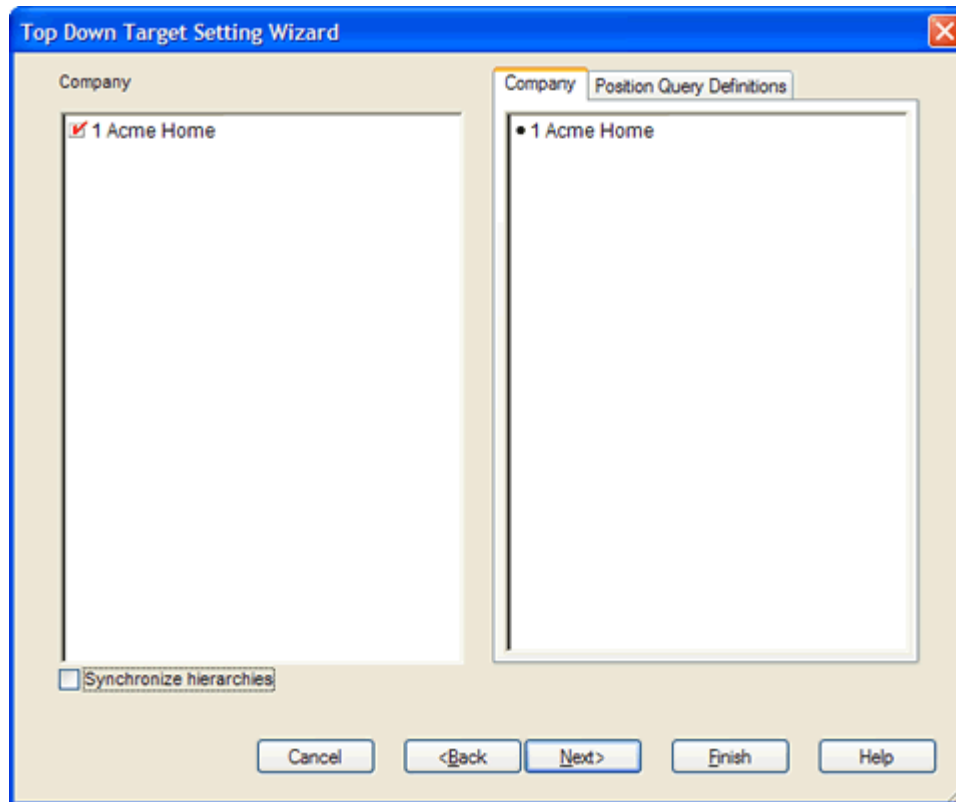 Top Down Target Setting Wizard
Company
1 Acme Home
Company Position Query Definitions
• 1 Acme Home
Synchronize hierarchies
Cancel <Back Next> Finish Help